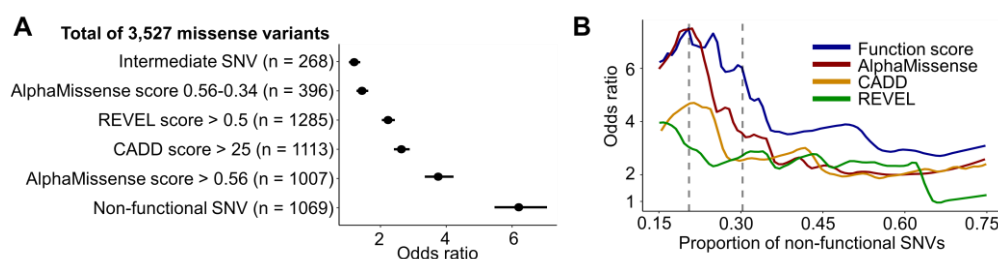 A
Total of 3,527 missense variants
Intermediate SNV (n = 268)
AlphaMissense score 0.56-0.34 (n = 396)
REVEL score > 0.5 (n = 1285)
CADD score > 25 (n = 1113)
AlphaMissense score > 0.56 (n = 1007)
Non-functional SNV (n = 1069)
2 4 6
Odds ratio
B
Function score
AlphaMissense
CADD
REVEL
Odds ratio
6
4
2
1
0.15 0.30 0.45 0.60 0.75
Proportion of non-functional SNVs